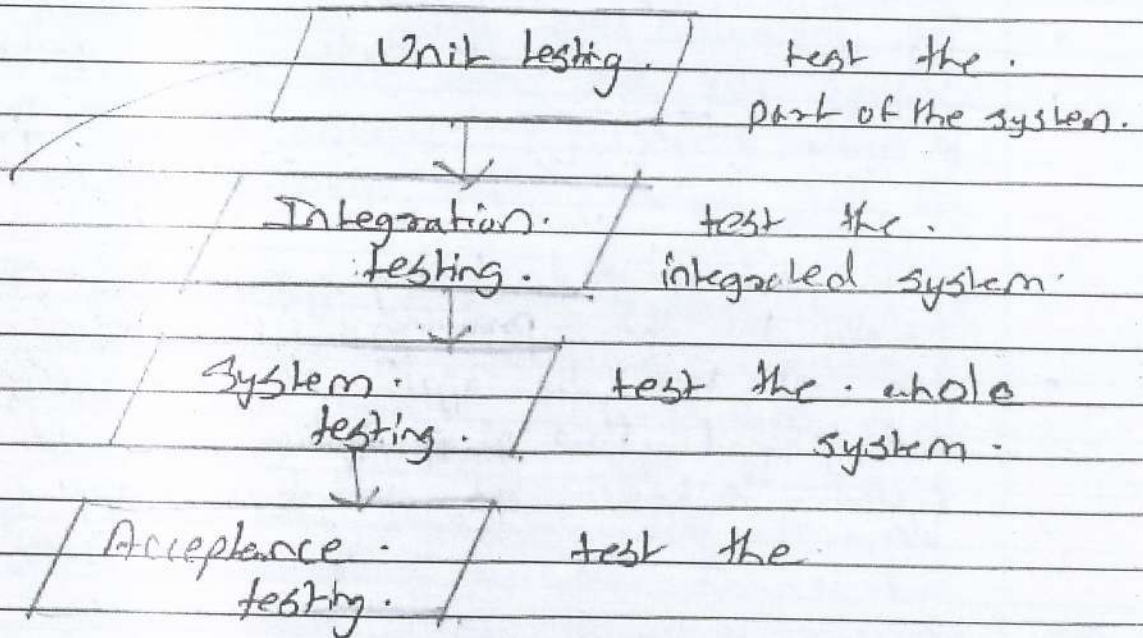 Unit testing. test the.
part of the system.
Integration. test the.
testing. integrated system.
System. test the. whole
testing. system.
Acceptance. test the
testing.